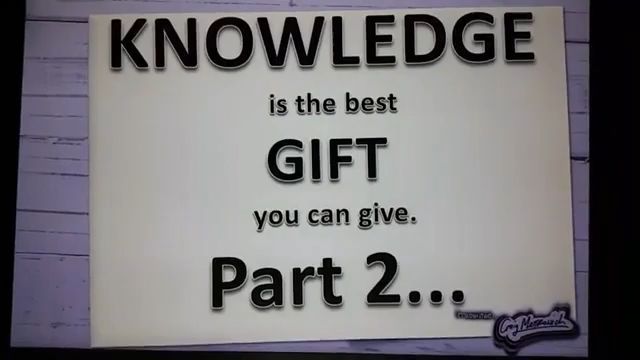 KNOWLEDGE
is the best
GIFT
you can give.
Part 2...